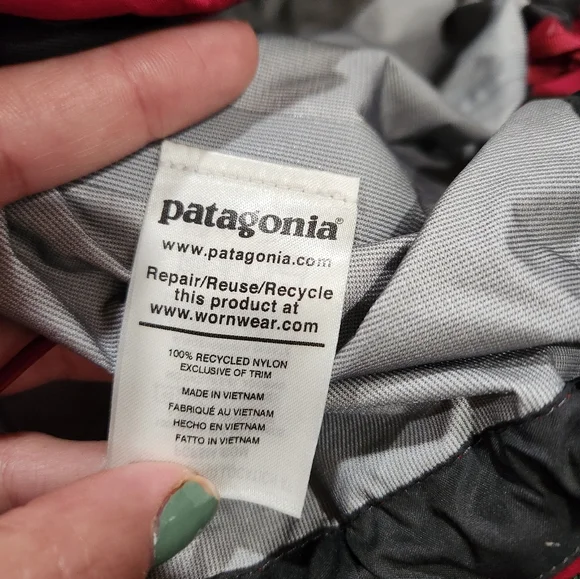 patagonia®
www.patagonia.com
Repair/Reuse/Recycle
this product at
www.wornwear.com
100% RECYCLED NYLON
EXCLUSIVE OF TRIM
MADE IN VIETNAM
FABRIQUÉ AU VIETNAM
HECHO EN VIETNAM
FATTO IN VIETNAM